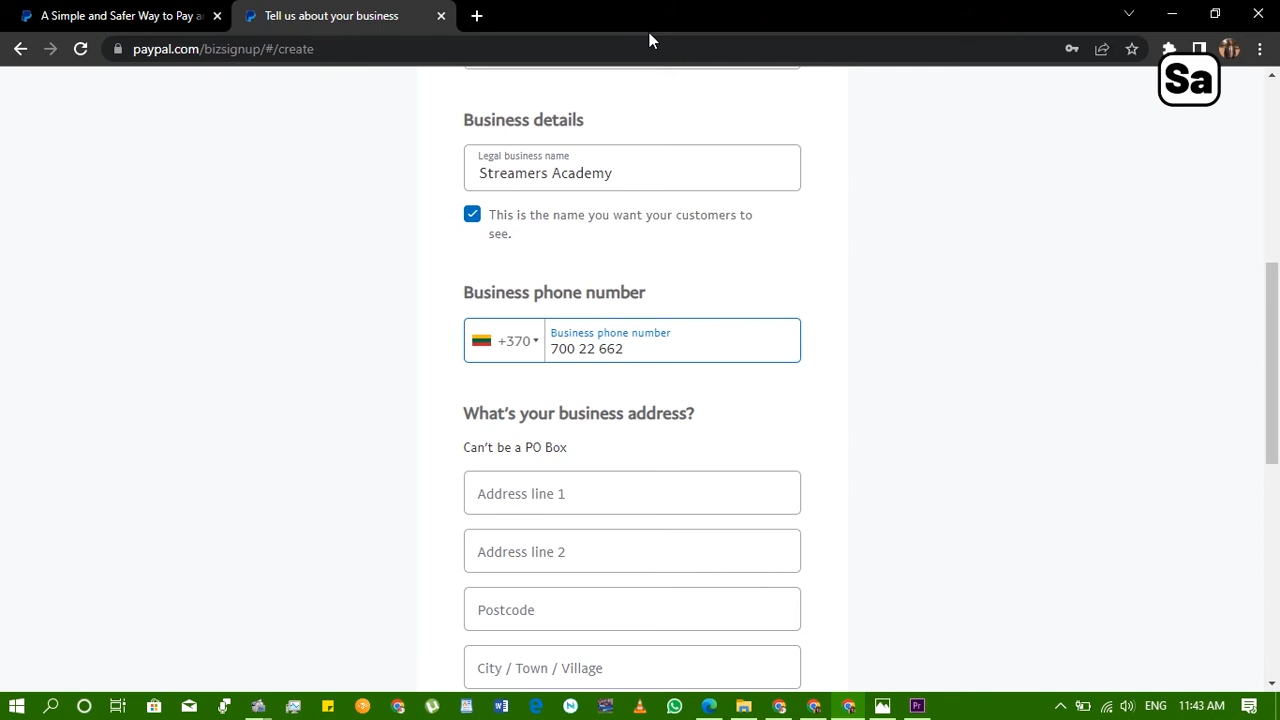 A Simple and Safer Way to Pay a
Tell us about your business
paypal.com/bizsignup/#/create
Sa
Business details
Legal business name
Streamers Academy
This is the name you want your customers to
see.
Business phone number
+370
Business phone number
700 22 662
What's your business address?
Can't be a PO Box
Address line 1
Address line 2
Postcode
City / Town / Village
ENG
11:43 AM